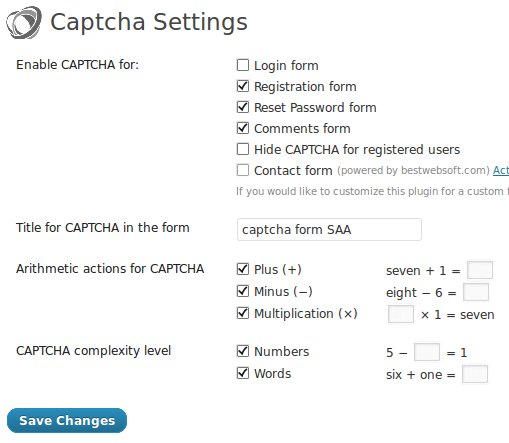 Captcha Settings
Enable CAPTCHA for:
Login form
Registration form
Reset Password form
Comments form
Hide CAPTCHA for registered users
Contact form (powered by bestwebsoft.com) Act
If you would like to customize this plugin for a custom f
Title for CAPTCHA in the form captcha form SAA
Arithmetic actions for CAPTCHA Plus (+) seven + 1 =
Minus (−) eight − 6 =
Multiplication (×) × 1 = seven
CAPTCHA complexity level Numbers 5 − = 1
Words six + one =
Save Changes